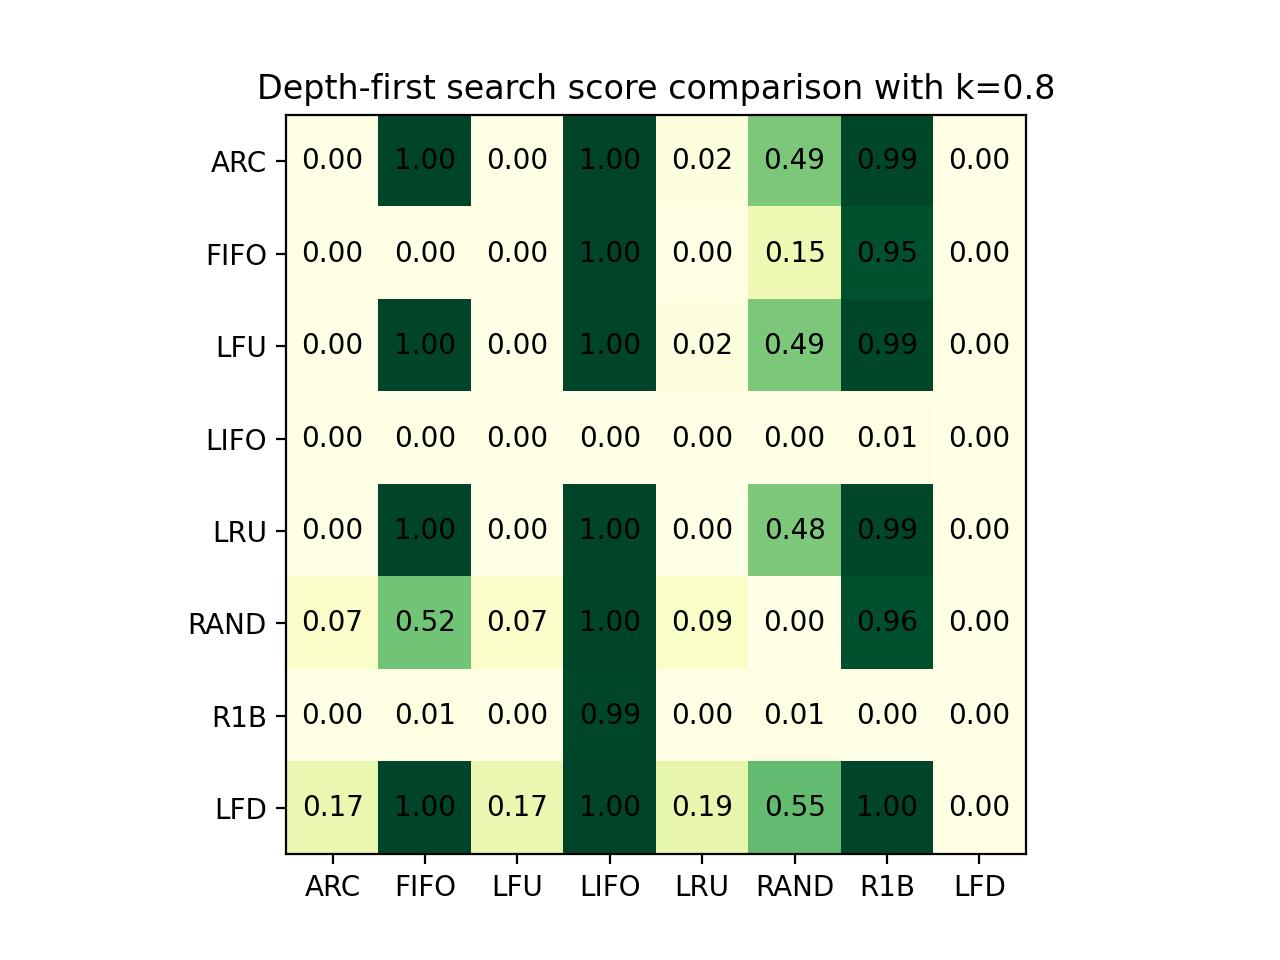 Depth-first search score comparison with k=0.8
ARC 0.00 1.00 0.00 1.00 0.02 0.49 0.99 0.00
FIFO 0.00 0.00 0.00 1.00 0.00 0.15 0.95 0.00
LFU 0.00 1.00 0.00 1.00 0.02 0.49 0.99 0.00
LIFO 0.00 0.00 0.00 0.00 0.00 0.00 0.01 0.00
LRU 0.00 1.00 0.00 1.00 0.00 0.48 0.99 0.00
RAND 0.07 0.52 0.07 1.00 0.09 0.00 0.96 0.00
R1B 0.00 0.01 0.00 0.99 0.00 0.01 0.00 0.00
LFD 0.17 1.00 0.17 1.00 0.19 0.55 1.00 0.00
ARC FIFO LFU LIFO LRU RAND R1B LFD